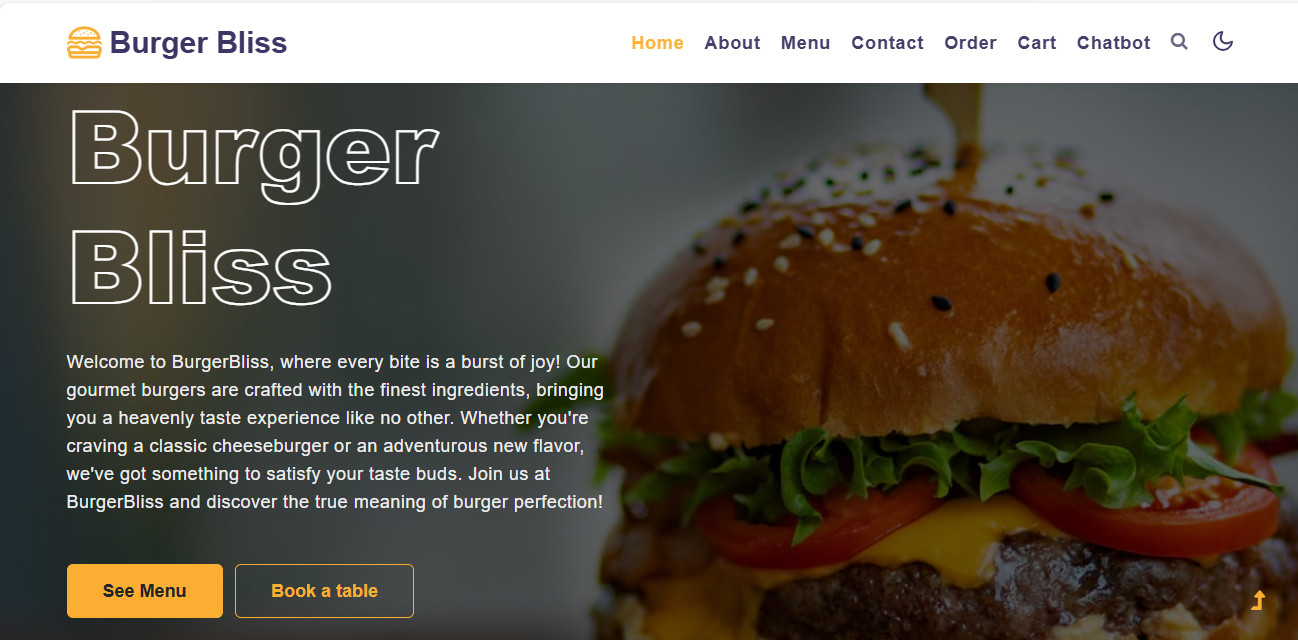 Burger Bliss
Home About Menu Contact Order Cart Chatbot
Burger
Bliss
Welcome to BurgerBliss, where every bite is a burst of joy! Our
gourmet burgers are crafted with the finest ingredients, bringing
you a heavenly taste experience like no other. Whether you're
craving a classic cheeseburger or an adventurous new flavor,
we've got something to satisfy your taste buds. Join us at
BurgerBliss and discover the true meaning of burger perfection!
See Menu Book a table